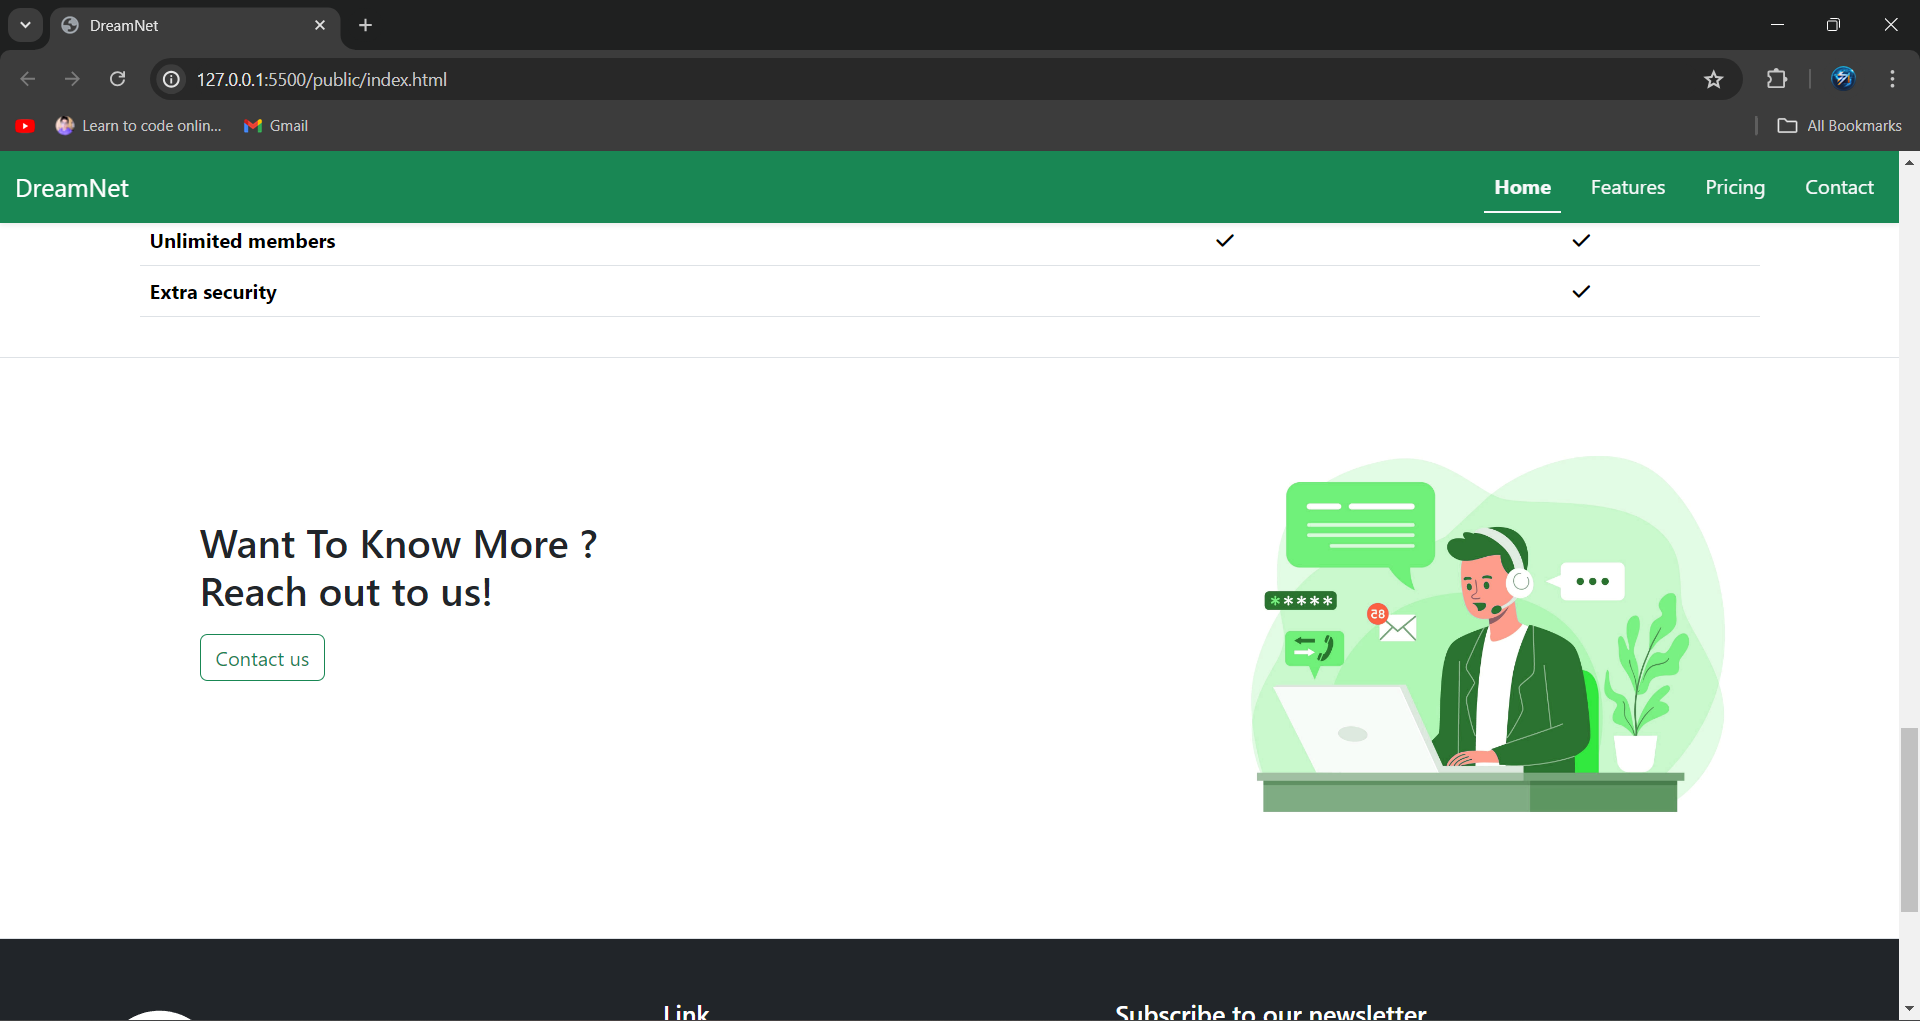 DreamNet
127.0.0.1:5500/public/index.html
Learn to code onlin...
Gmail
All Bookmarks
DreamNet
Home
Features
Pricing
Contact
Unlimited members
Extra security
Want To Know More ?
Reach out to us!
Contact us
*****
85
Link
Subscribe to our newsletter